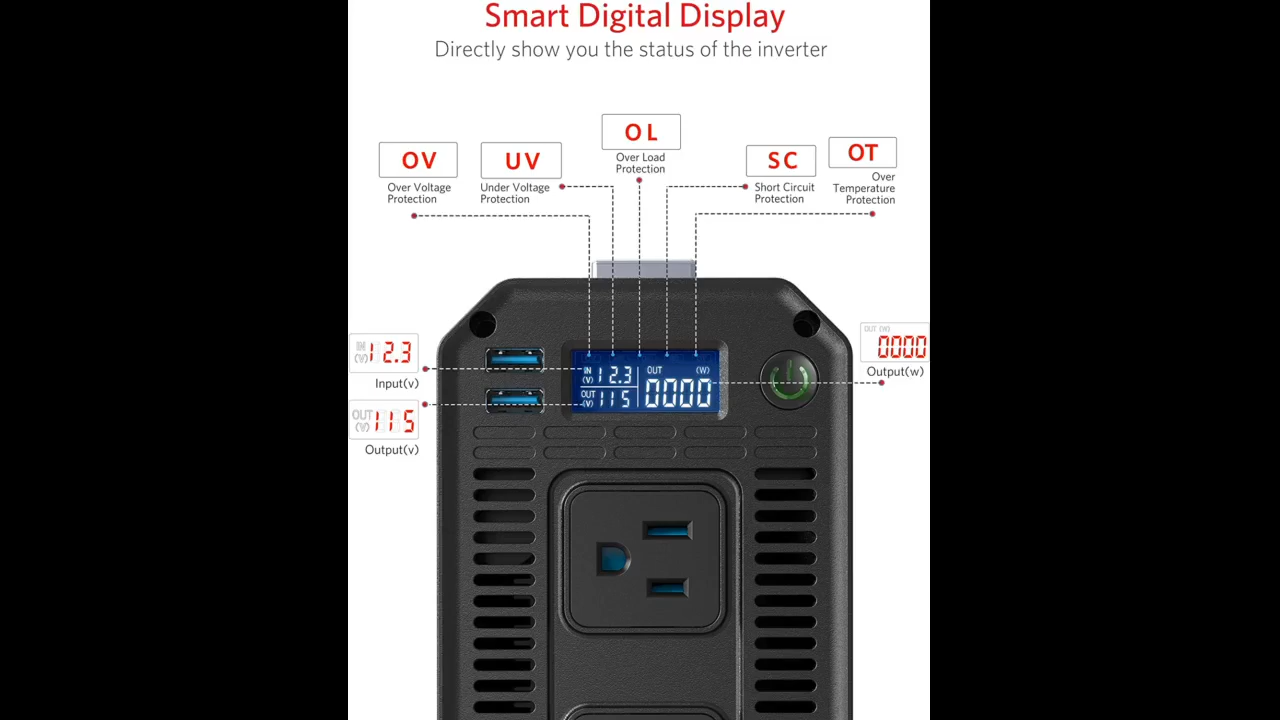 Smart Digital Display
Directly show you the status of the inverter
OL
Over Load
Protection
OV
Over Voltage
Protection
UV
Under Voltage
Protection
SC
Short Circuit
Protection
OT
Over
Temperature
Protection
IN
(V) 12.3
Input(v)
OUT
(V) 115
Output(v)
IN
(V) 12.3
OUT
(V) 115
OUT (W)
0000
OUT (W)
0000
Output(w)